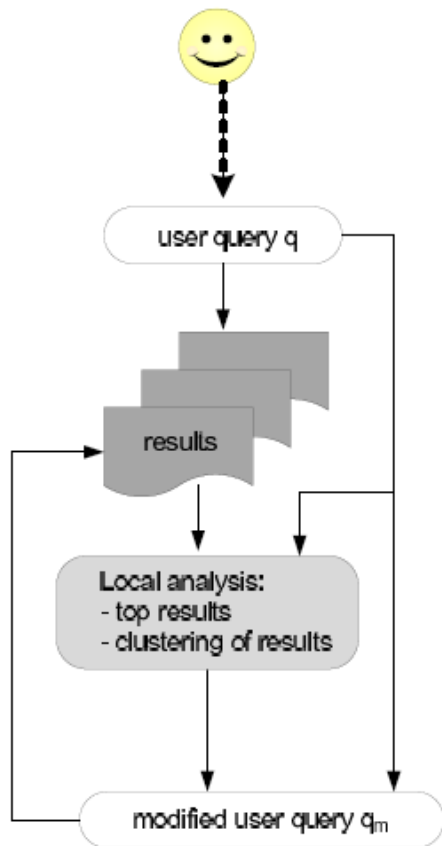 user query q
results
Local analysis:
- top results
- clustering of results
modified user query qₘ